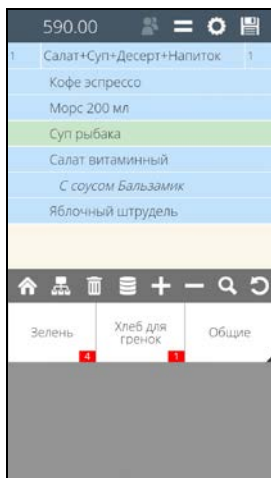 590.00
1 Салат+Суп+Десерт+Напиток 1
Кофе эспрессо
Морс 200 мл
Суп рыбака
Салат витаминный
С соусом Бальзамик
Яблочный штрудель
Зелень
4
Хлеб для
гренок
1
Общие